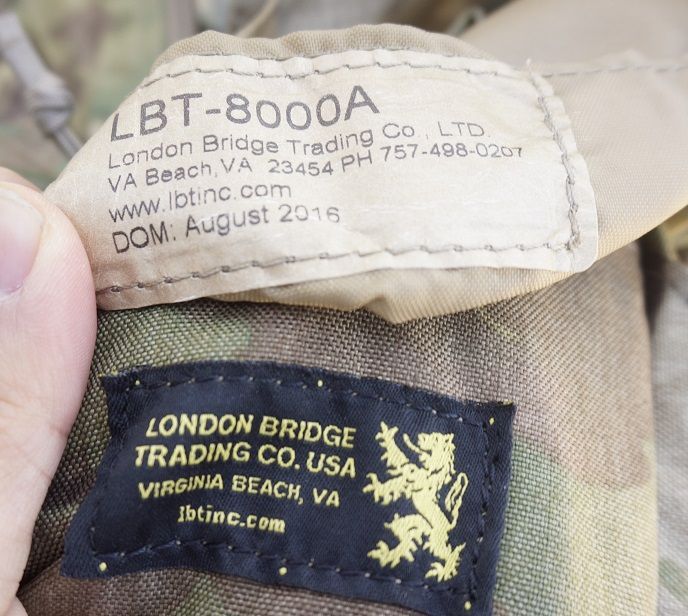 LBT-8000A
London Bridge Trading Co., LTD.
VA Beach,VA 23454 PH 757-498-0207
www.lbtinc.com
DOM: August 2016
LONDON BRIDGE
TRADING CO. USA
VIRGINIA BEACH, VA
lbtinc.com